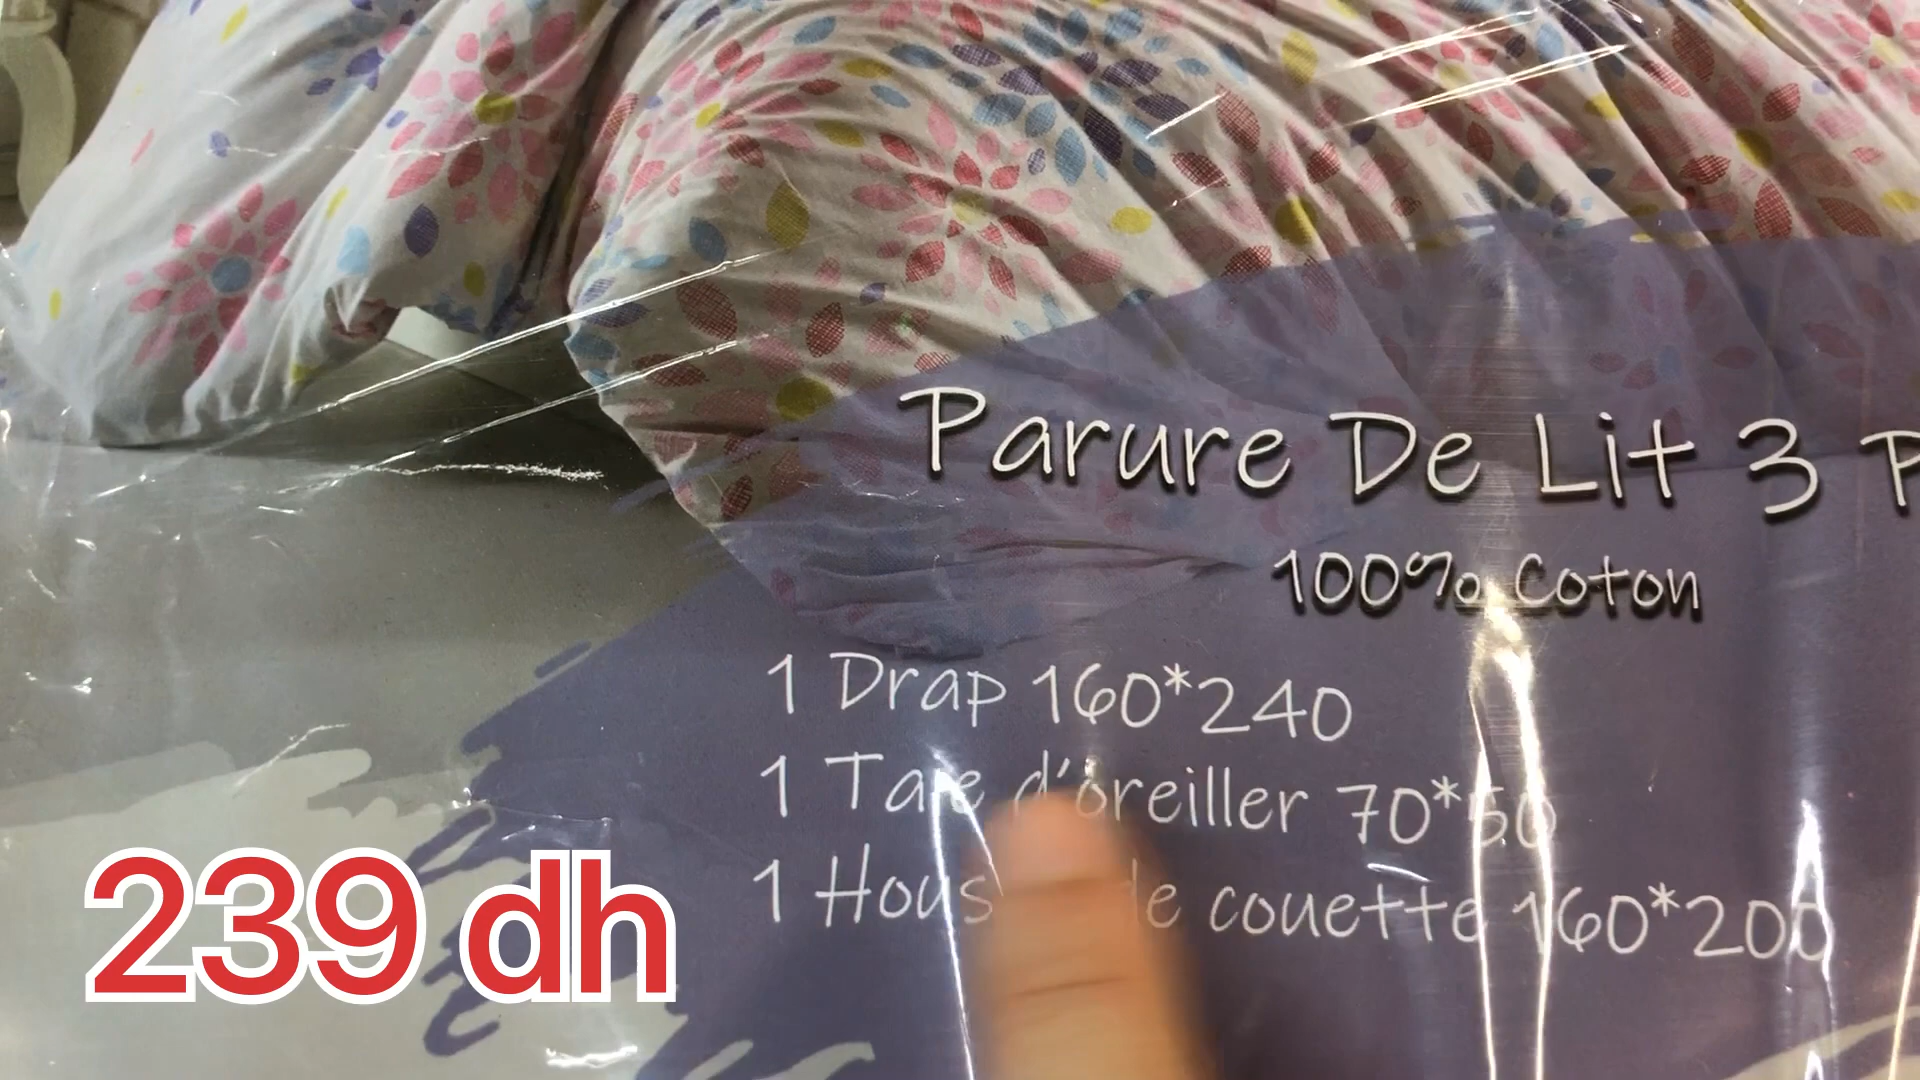 Parure De Lit 3 P
100% Coton
1 Drap 160*240
1 Taie d'oreiller 70*50
1 Hous de couette 160*200
239 dh